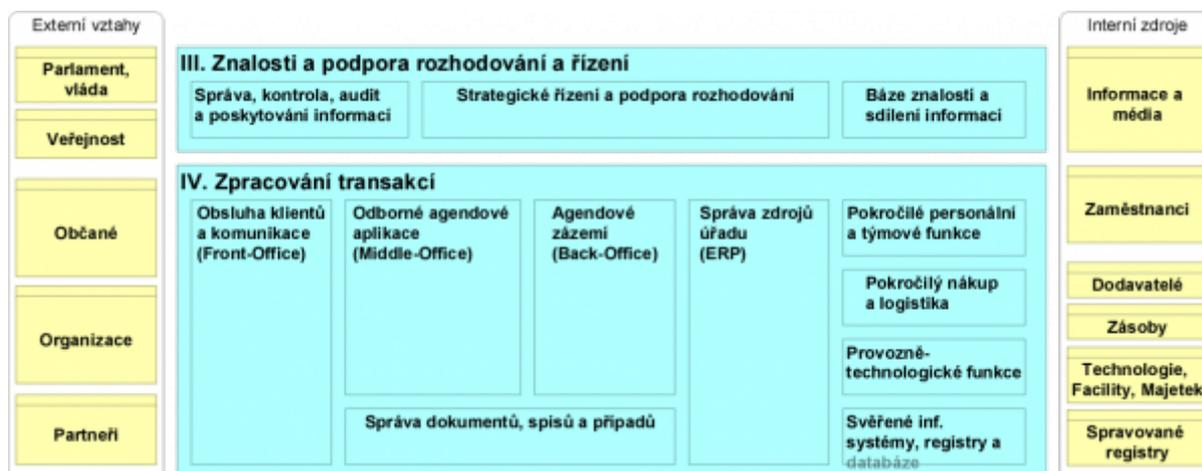 Externí vztahy
Parlament,
vláda
Veřejnost
Občané
Organizace
Partneři
III. Znalosti a podpora rozhodování a řízení
Správa, kontrola, audit
a poskytování informací
Strategické řízení a podpora rozhodování
Báze znalostí a
sdílení informací
IV. Zpracování transakcí
Obsluha klientů
a komunikace
(Front-Office)
Odborné agendové
aplikace
(Middle-Office)
Agendové
zázemí
(Back-Office)
Správa zdrojů
úřadu
(ERP)
Pokročilé personální
a týmové funkce
Pokročilý nákup
a logistika
Provozně-
technologické funkce
Správa dokumentů, spisů a případů
Svěřené inf.
systémy, registry a
databáze
Interní zdroje
Informace a
média
Zaměstnanci
Dodavatelé
Zásoby
Technologie,
Facility, Majetek
Spravované
registry